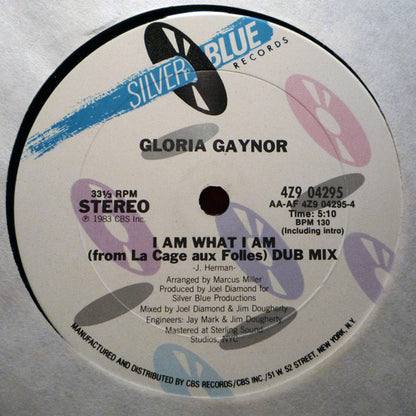 SILVER BLUE
RECORDS
GLORIA GAYNOR
33⅓ RPM
STEREO
℗ 1983 CBS Inc.
4Z9 04295
AA-AF 4Z9 04295-4
Time: 5:10
BPM 130
(Including intro)
I AM WHAT I AM
(from La Cage aux Folles) DUB MIX
-J. Herman-
Arranged by Marcus Miller
Produced by Joel Diamond for
Silver Blue Productions
Mixed by Joel Diamond & Jim Dougherty
Engineers: Jay Mark & Jim Dougherty
Mastered at Sterling Sound
Studios, NYC
MANUFACTURED AND DISTRIBUTED BY CBS RECORDS/CBS INC./51 W. 52 STREET, NEW YORK, N.Y.